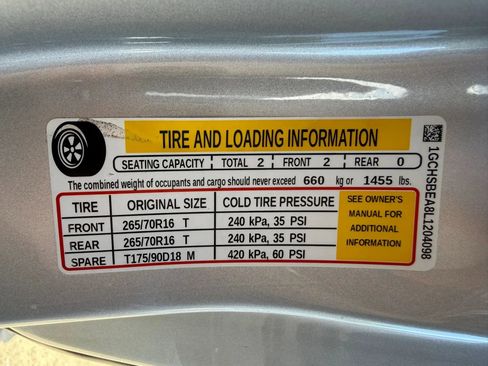 TIRE AND LOADING INFORMATION
SEATING CAPACITY TOTAL 2 FRONT 2 REAR 0
The combined weight of occupants and cargo should never exceed 660 kg or 1455 lbs.
TIRE ORIGINAL SIZE COLD TIRE PRESSURE
FRONT 265/70R16 T 240 kPa, 35 PSI
REAR 265/70R16 T 240 kPa, 35 PSI
SPARE T175/90D18 M 420 kPa, 60 PSI
SEE OWNER'S
MANUAL FOR
ADDITIONAL
INFORMATION
1GCHSBEA8L1204098